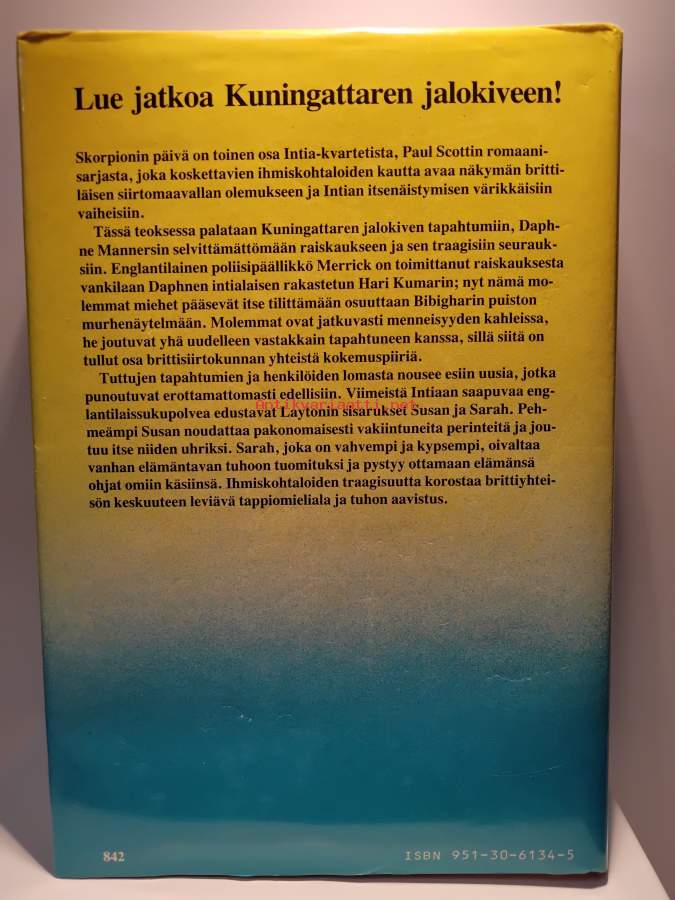 Lue jatkoa Kuningattaren jalokiveen!
Skorpionin päivä on toinen osa Intia-kvartetista, Paul Scottin romaani-
sarjasta, joka koskettavien ihmiskohtaloiden kautta avaa näkymän britti-
läisen siirtomaavallan olemukseen ja Intian itsenäistymisen värikkäisiin
vaiheisiin.
Tässä teoksessa palataan Kuningattaren jalokiven tapahtumiin, Daph-
ne Mannersin selvittämättömään raiskaukseen ja sen traagisiin seurauk-
siin. Englantilainen poliisipäällikkö Merrick on toimittanut raiskauksesta
vankilaan Daphnen intialaisen rakastetun Hari Kumarin; nyt nämä mo-
lemmat miehet pääsevät itse tilittämään osuuttaan Bibigharin puiston
murhenäytelmään. Molemmat ovat jatkuvasti menneisyyden kahleissa,
he joutuvat yhä uudelleen vastakkain tapahtuneen kanssa, sillä siitä on
tullut osa brittisiirtokunnan yhteistä kokemuspiiriä.
Tuttujen tapahtumien ja henkilöiden lomasta nousee esiin uusia, jotka
punoutuvat erottamattomasti edellisiin. Viimeistä Intiaan saapuvaa eng-
Antikvariaatti.net
lantilaissukupolvea edustavat Laytonin sisarukset Susan ja Sarah. Peh-
meämpi Susan noudattaa pakonomaisesti vakiintuneita perinteitä ja jou-
tuu itse niiden uhriksi. Sarah, joka on vahvempi ja kypsempi, oivaltaa
vanhan elämäntavan tuhoon tuomituksi ja pystyy ottamaan elämänsä
ohjat omiin käsiinsä. Ihmiskohtaloiden traagisuutta korostaa brittiyhtei-
sön keskuuteen leviävä tappiomieliala ja tuhon aavistus.
842
ISBN 951-30-6134-5